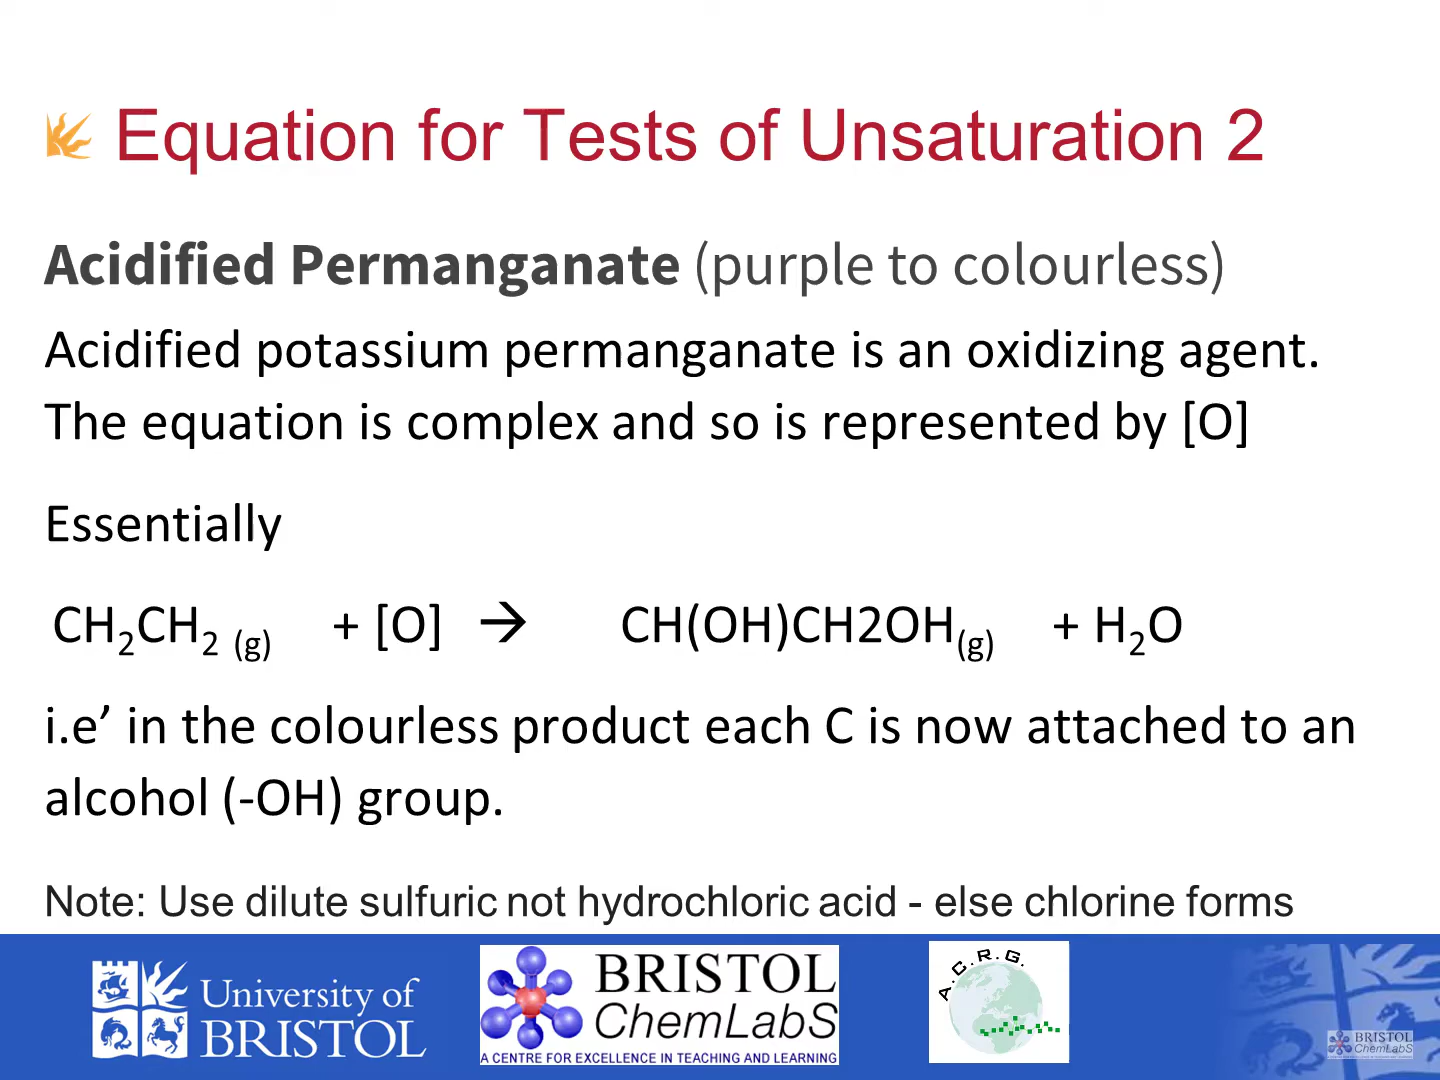 Equation for Tests of Unsaturation 2
Acidified Permanganate (purple to colourless)
Acidified potassium permanganate is an oxidizing agent.
The equation is complex and so is represented by [O]
Essentially
CH₂CH₂ (g) + [O] → CH(OH)CH2OH(g) + H₂O
i.e’ in the colourless product each C is now attached to an
alcohol (-OH) group.
Note: Use dilute sulfuric not hydrochloric acid - else chlorine forms
University of
BRISTOL
BRISTOL
ChemLabS
A CENTRE FOR EXCELLENCE IN TEACHING AND LEARNING
A.C.R.G.
BRISTOL
ChemLabS